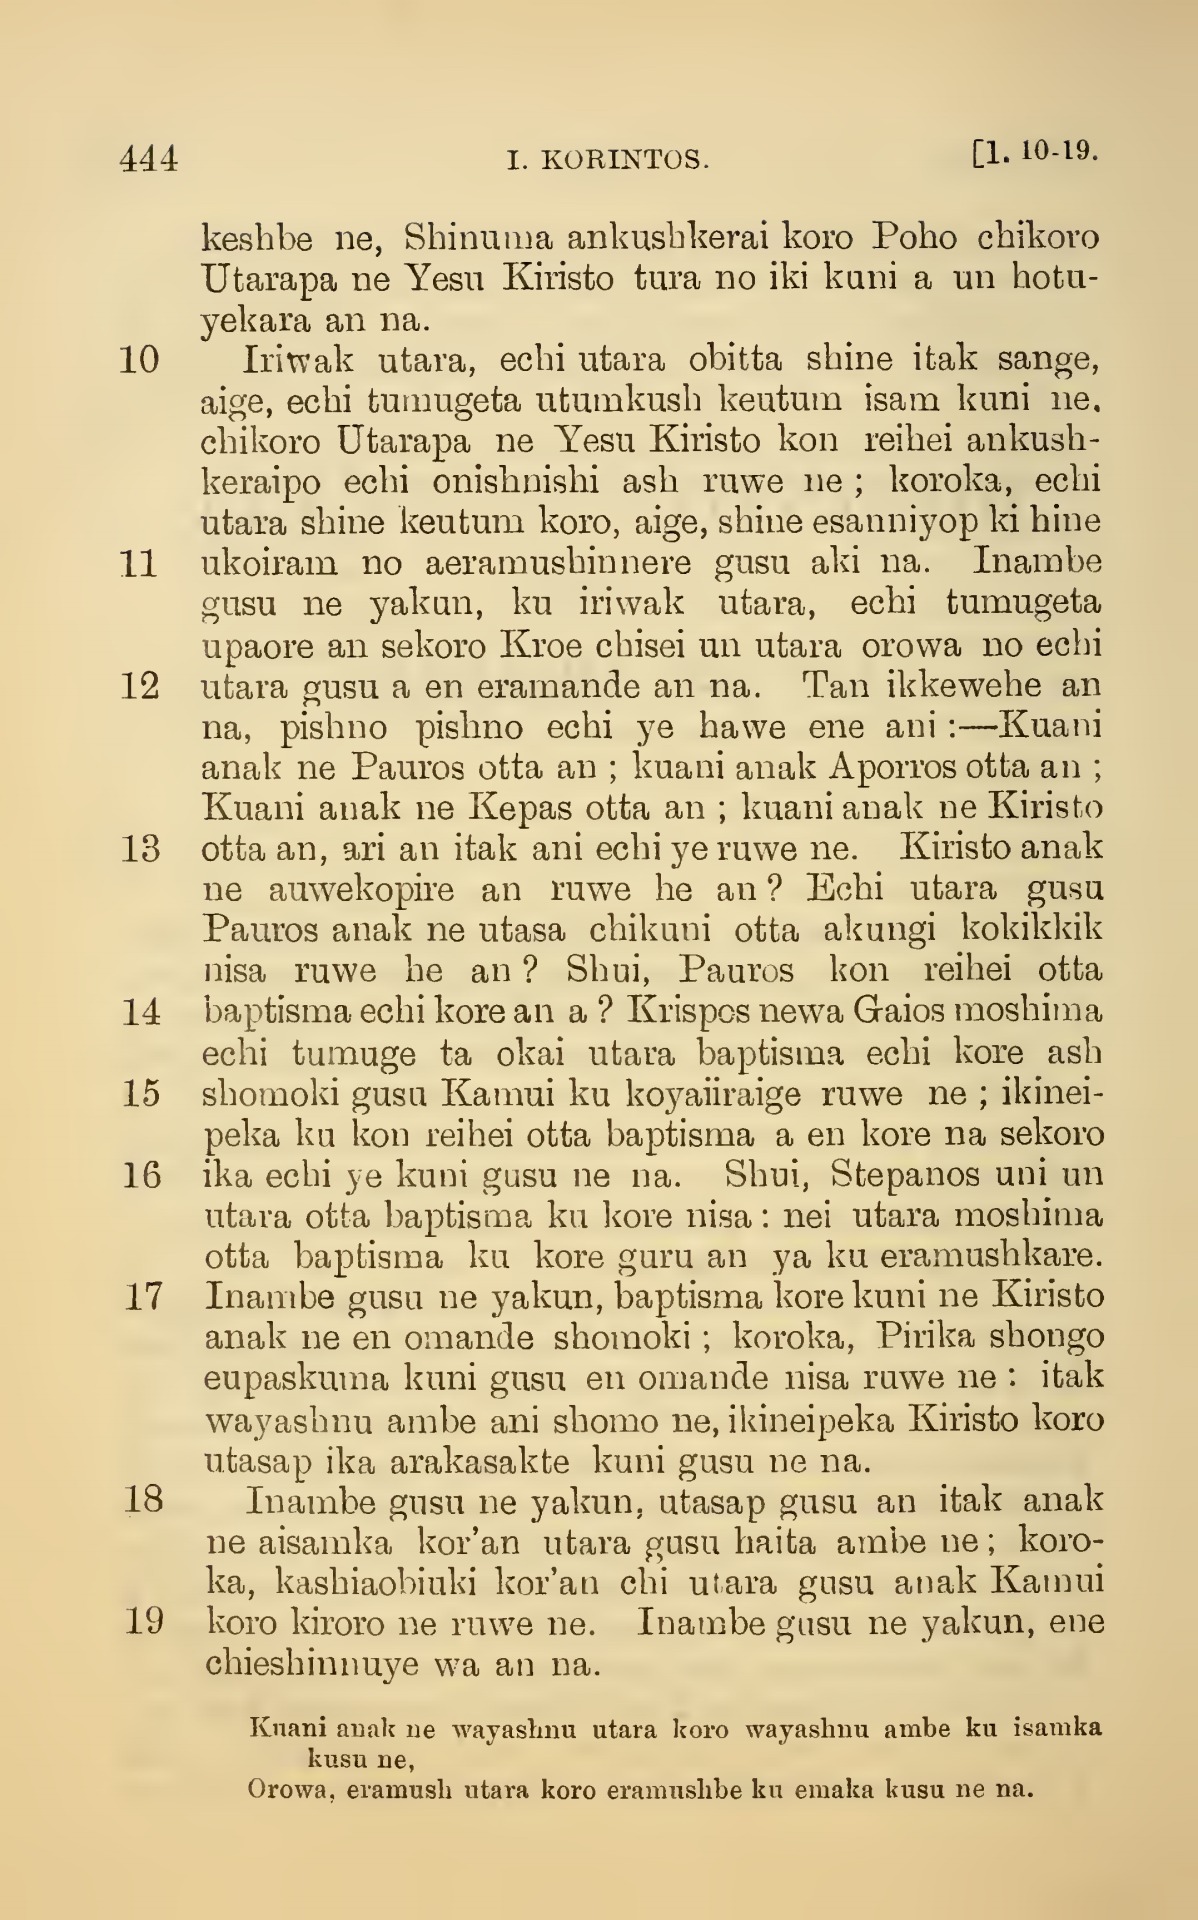 444 I. KORINTOS. [1. 10-19.
keshbe ne, Shinuma ankushkerai koro Poho chikoro
Utarapa ne Yesu Kiristo tura no iki kuni a un hotu-
yekara an na.
10 Iriwak utara, echi utara obitta shine itak sange,
aige, echi tumugeta utumkush keutum isam kuni ne,
chikoro Utarapa ne Yesu Kiristo kon reihei ankush-
keraipo echi onishnishi ash ruwe ne ; koroka, echi
utara shine keutum koro, aige, shine esanniyop ki hine
11 ukoiram no aeramushinnere gusu aki na. Inambe
gusu ne yakun, ku iriwak utara, echi tumugeta
upaore an sekoro Kroe chisei un utara orowa no echi
12 utara gusu a en eramande an na. Tan ikkewehe an
na, pishno pishno echi ye hawe ene ani :—Kuani
anak ne Pauros otta an ; kuani anak Aporros otta an ;
Kuani anak ne Kepas otta an ; kuani anak ne Kiristo
13 otta an, ari an itak ani echi ye ruwe ne. Kiristo anak
ne auwekopire an ruwe he an ? Echi utara gusu
Pauros anak ne utasa chikuni otta akungi kokikkik
nisa ruwe he an ? Shui, Pauros kon reihei otta
14 baptisma echi kore an a ? Krispos newa Gaios moshima
echi tumuge ta okai utara baptisma echi kore ash
15 shomoki gusu Kamui ku koyaiiraige ruwe ne ; ikinei-
peka ku kon reihei otta baptisma a en kore na sekoro
16 ika echi ye kuni gusu ne na. Shui, Stepanos uni un
utara otta baptisma ku kore nisa : nei utara moshima
otta baptisma ku kore guru an ya ku eramushkare.
17 Inambe gusu ne yakun, baptisma kore kuni ne Kiristo
anak ne en omande shomoki ; koroka, Pirika shongo
eupaskuma kuni gusu en omande nisa ruwe ne : itak
wayashnu ambe ani shomo ne, ikineipeka Kiristo koro
utasap ika arakasakte kuni gusu ne na.
18 Inambe gusu ne yakun, utasap gusu an itak anak
ne aisamka kor'an utara gusu haita ambe ne ; koro-
ka, kashiaobiuki kor'an chi utara gusu anak Kamui
19 koro kiroro ne ruwe ne. Inambe gusu ne yakun, ene
chieshinnuye wa an na.
Kuani anak ne wayashnu utara koro wayashnu ambe ku isamka
kusu ne,
Orowa, eramush utara koro eramushbe ku emaka kusu ne na.